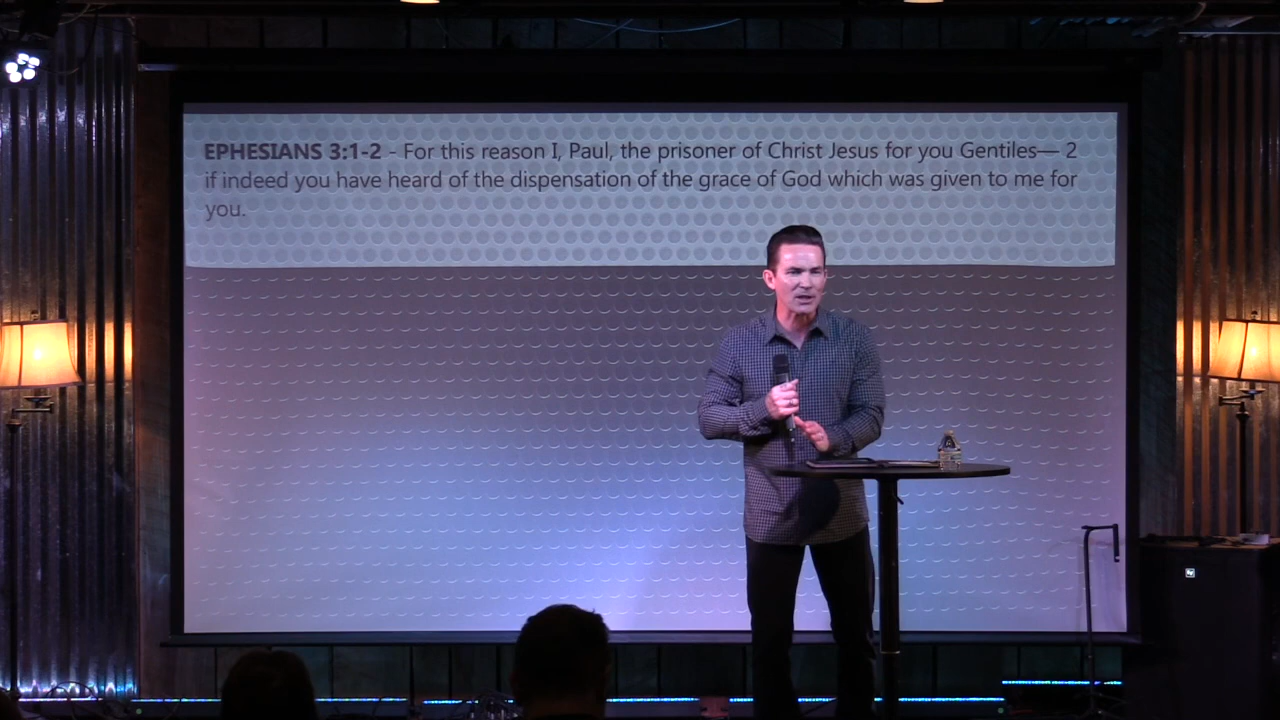 EPHESIANS 3:1-2 - For this reason I, Paul, the prisoner of Christ Jesus for you Gentiles— 2
if indeed you have heard of the dispensation of the grace of God which was given to me for
you.